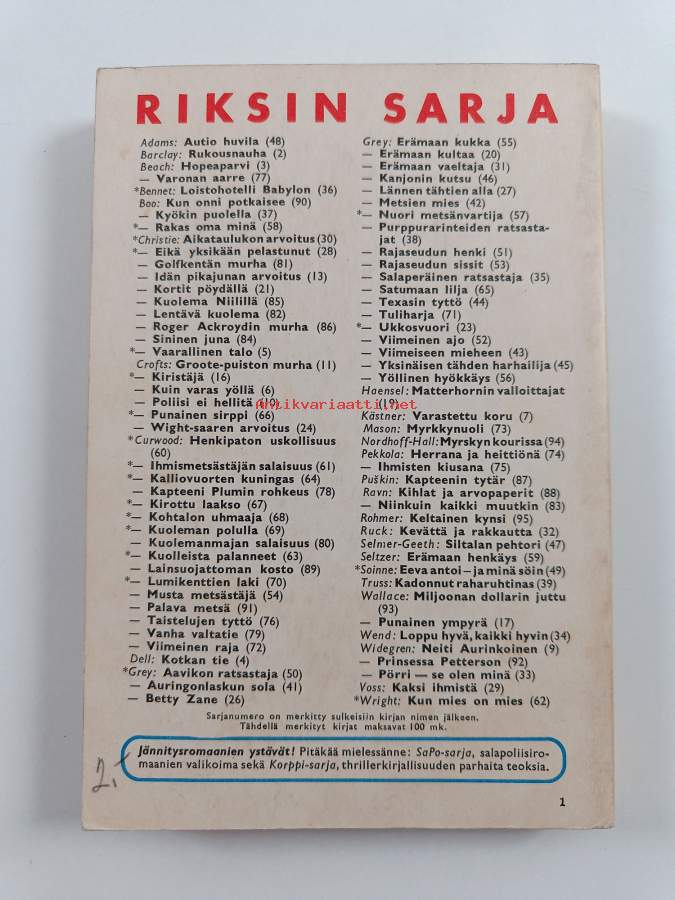 RIKSIN SARJA
Adams: Autio huvila (48)
Barclay: Rukousnauha (2)
Beach: Hopeaparvi (3)
— Varonan aarre (77)
*Bennet: Loistohotelli Babylon (36)
Boo: Kun onni potkaisee (90)
— Kyökin puolella (37)
*— Rakas oma minä (58)
*Christie: Aikataulukon arvoitus (30)
*— Eikä yksikään pelastunut (28)
— Golfkentän murha (81)
— Idän pikajunan arvoitus (13)
— Kortit pöydällä (21)
— Kuolema Niilillä (85)
— Lentävä kuolema (82)
— Roger Ackroydin murha (86)
— Sininen juna (84)
*— Vaarallinen talo (5)
Crofts: Groote-puiston murha (11)
*— Kiristäjä (16)
— Kuin varas yöllä (6)
— Poliisi ei hellitä (10)
*— Punainen sirppi (66)
— Wight-saaren arvoitus (24)
*Curwood: Henkipaton uskollisuus
(60)
*— Ihmismetsästäjän salaisuus (61)
*— Kalliovuorten kuningas (64)
— Kapteeni Plumin rohkeus (78)
*— Kirottu laakso (67)
*— Kohtalon uhmaaja (68)
*— Kuoleman polulla (69)
— Kuolemanmajan salaisuus (80)
*— Kuolleista palanneet (63)
— Lainsuojattoman kosto (89)
*— Lumikenttien laki (70)
— Musta metsästäjä (54)
— Palava metsä (91)
— Taistelujen tyttö (76)
— Vanha valtatie (79)
— Viimeinen raja (72)
Dell: Kotkan tie (4)
*Grey: Aavikon ratsastaja (50)
— Auringonlaskun sola (41)
— Betty Zane (26)
Grey: Erämaan kukka (55)
— Erämaan kultaa (20)
— Erämaan vaeltaja (31)
— Kanjonin kutsu (46)
— Lännen tähtien alla (27)
— Metsien mies (42)
*— Nuori metsänvartija (57)
— Purppurarinteiden ratsasta-
jat (38)
— Rajaseudun henki (51)
— Rajaseudun sissit (53)
— Salaperäinen ratsastaja (35)
— Satumaan lilja (65)
— Texasin tyttö (44)
— Tuliharja (71)
*— Ukkosvuori (23)
— Viimeinen ajo (52)
— Viimeiseen mieheen (43)
— Yksinäisen tähden harhailija (45)
— Yöllinen hyökkäys (56)
Haensel: Matterhornin valloittajat
(19)
Kästner: Varastettu koru (7)
Mason: Myrkkynuoli (73)
Nordhoff-Hall: Myrskyn kourissa (94)
Pekkola: Herrana ja heittiönä (74)
— Ihmisten kiusana (75)
Puškin: Kapteenin tytär (87)
Ravn: Kihlat ja arvopaperit (88)
— Niinkuin kaikki muutkin (83)
Rohmer: Keltainen kynsi (95)
Ruck: Kevättä ja rakkautta (32)
Selmer-Geeth: Siltalan pehtori (47)
Seltzer: Erämaan henkäys (59)
*Soinne: Eeva antoi – ja minä söin (49)
Truss: Kadonnut raharuhtinas (39)
Wallace: Miljoonan dollarin juttu
(93)
— Punainen ympyrä (17)
Wend: Loppu hyvä, kaikki hyvin (34)
Widegren: Neiti Aurinkoinen (9)
— Prinsessa Petterson (92)
— Pörri — se olen minä (33)
Voss: Kaksi ihmistä (29)
*Wright: Kun mies on mies (62)
Sarjanumero on merkitty sulkeisiin kirjan nimen jälkeen.
Tähdellä merkityt kirjat maksavat 100 mk.
Jännitysromaanien ystävät! Pitäkää mielessänne: SaPo-sarja, salapoliisiro-
maanien valikoima sekä Korppi-sarja, thrillerkirjallisuuden parhaita teoksia.
2,-
1
antikvariaatti.net